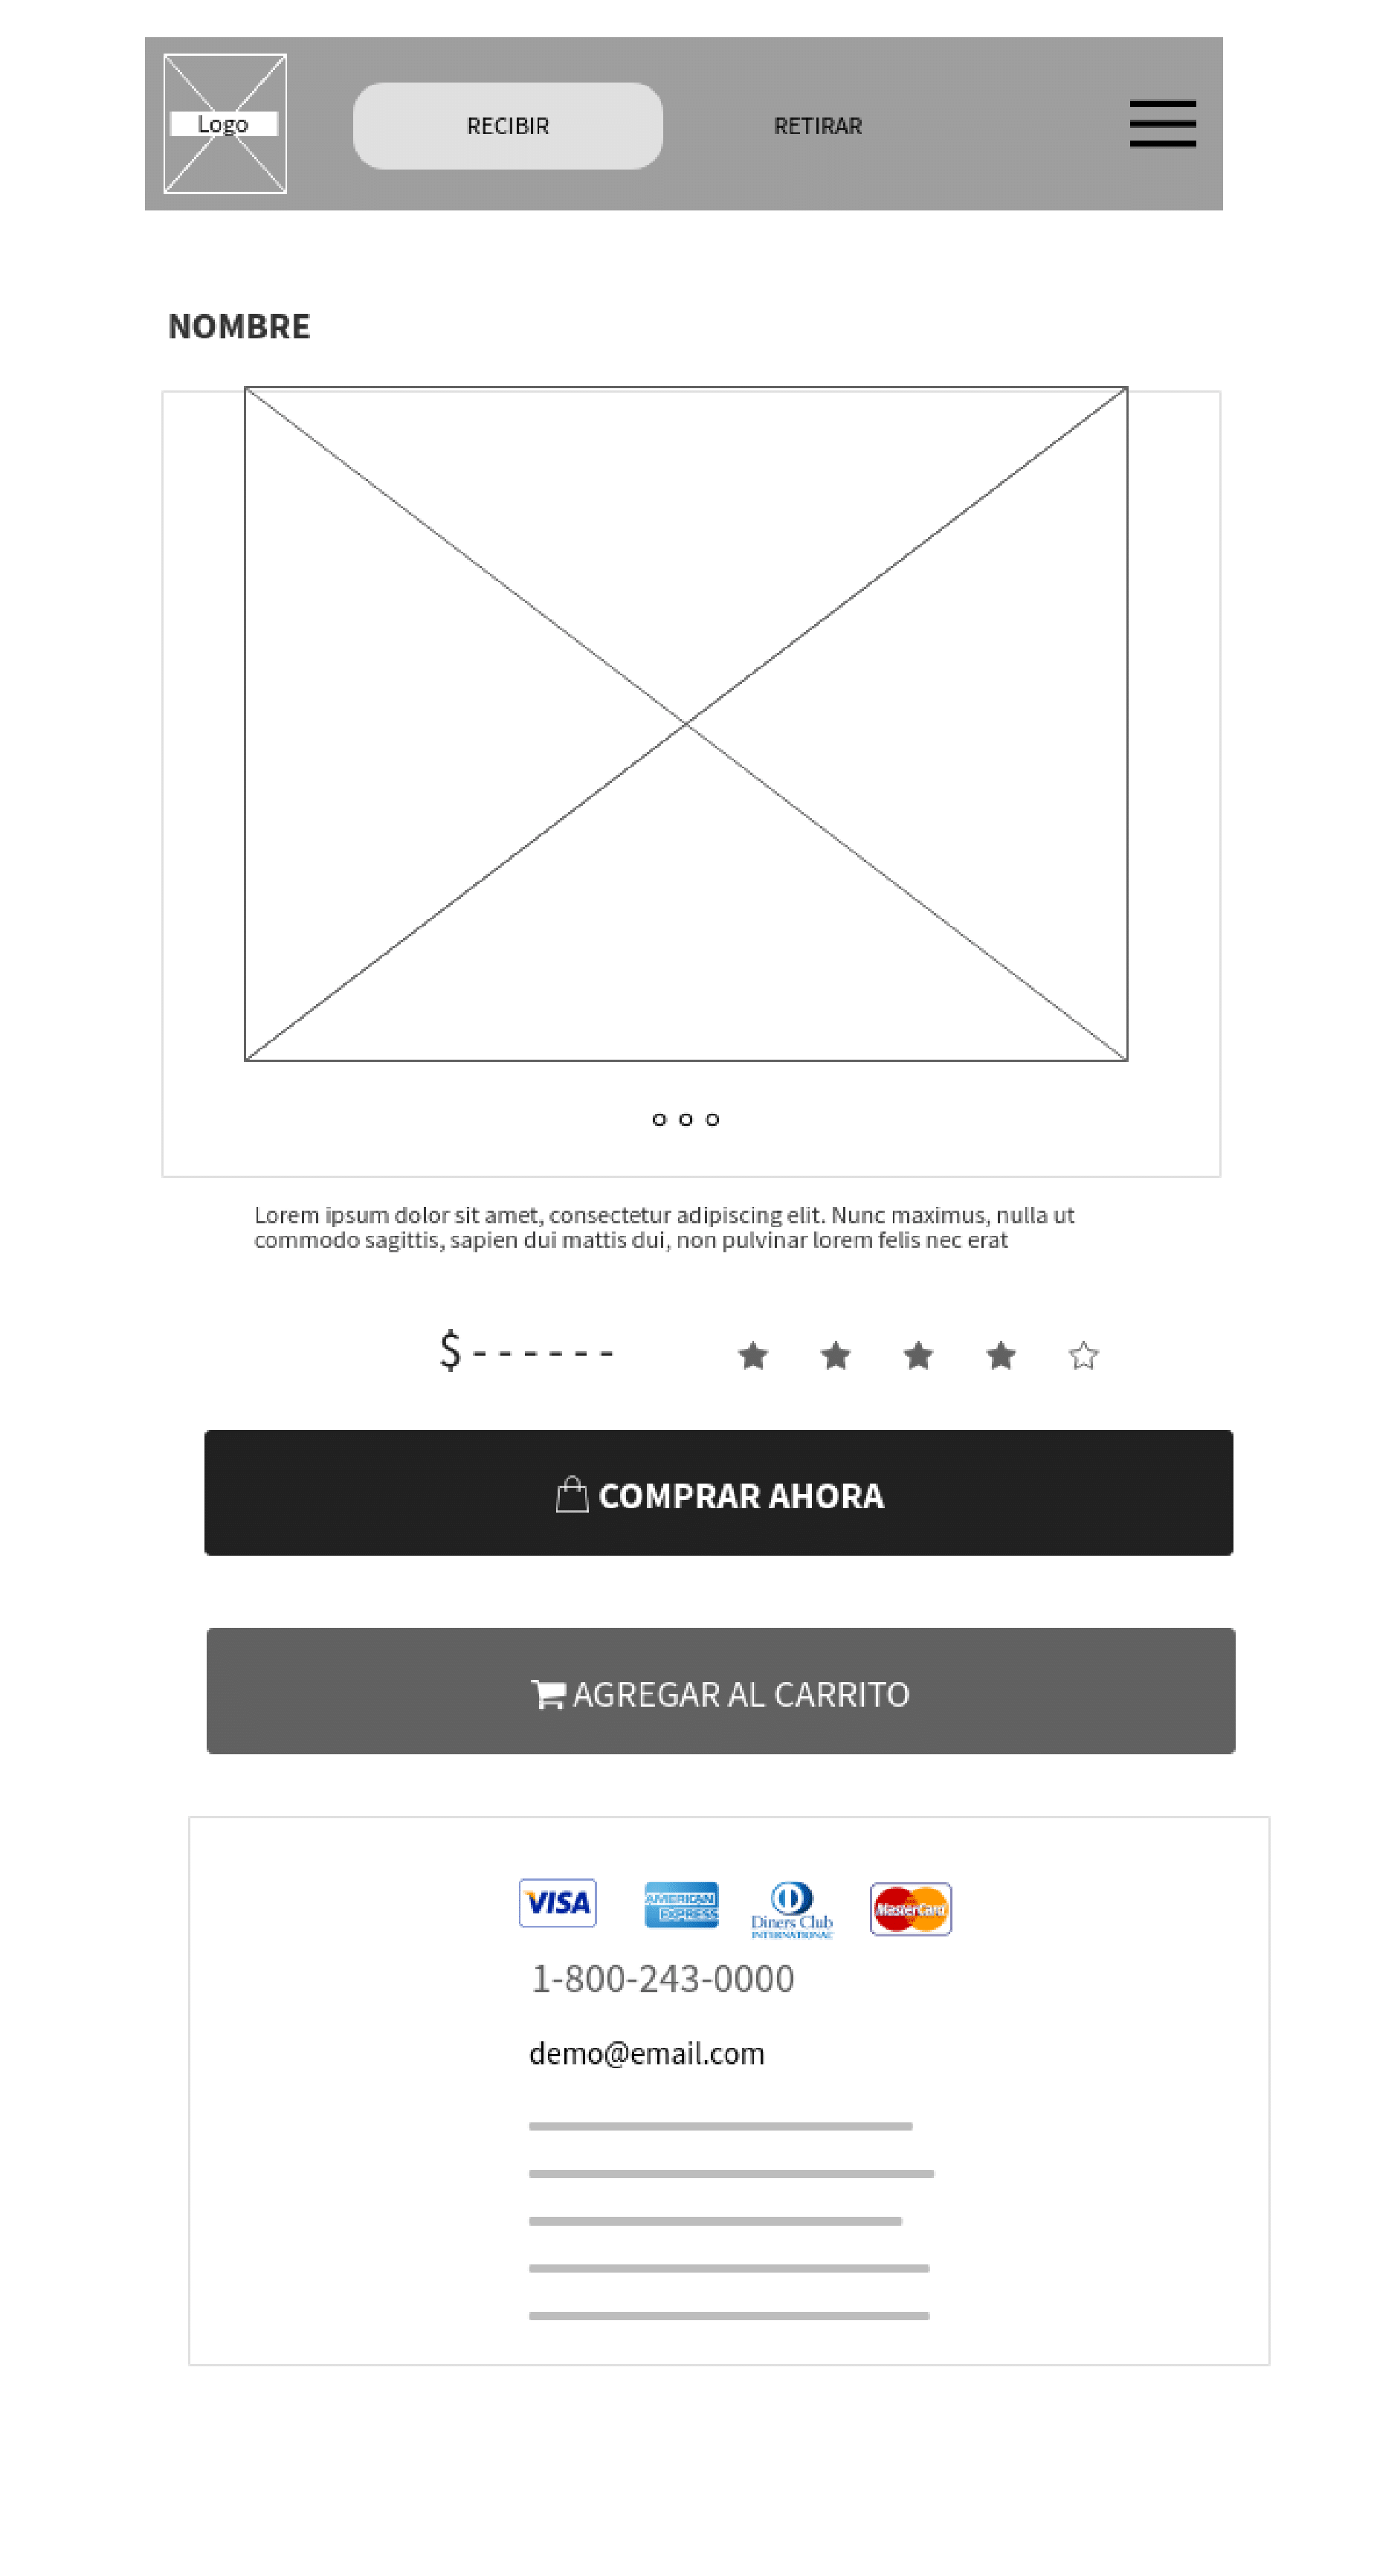 Logo
RECIBIR
RETIRAR
NOMBRE
Lorem ipsum dolor sit amet, consectetur adipiscing elit. Nunc maximus, nulla ut
commodo sagittis, sapien dui mattis dui, non pulvinar lorem felis nec erat
$ - - - - - -
COMPRAR AHORA
AGREGAR AL CARRITO
VISA
AMERICAN
EXPRESS
Diners Club
INTERNATIONAL
MasterCard
1-800-243-0000
demo@email.com